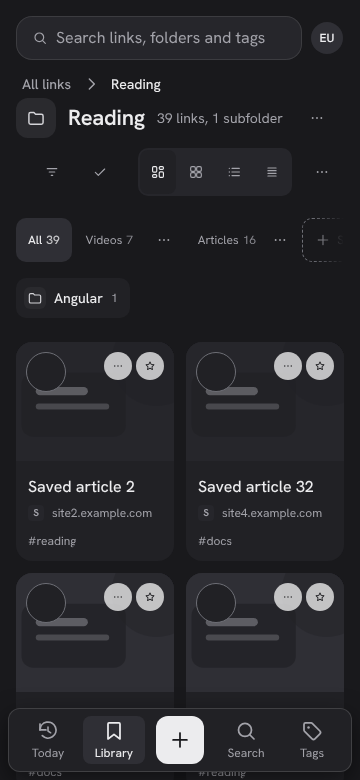 Search links, folders and tags
EU
All links
Reading
Reading
39 links, 1 subfolder
All 39
Videos 7
Articles 16
Angular 1
Saved article 2
S site2.example.com
#reading
Saved article 32
S site4.example.com
#docs
Today
Library
Search
Tags
#docs
#reading